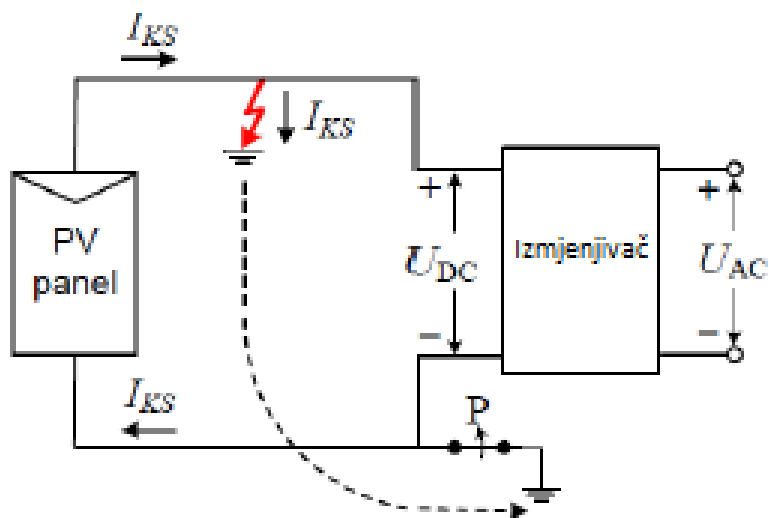 I_KS
I_KS
PV
panel
+
U_DC
−
Izmjenjivač
+
U_AC
−
I_KS
P